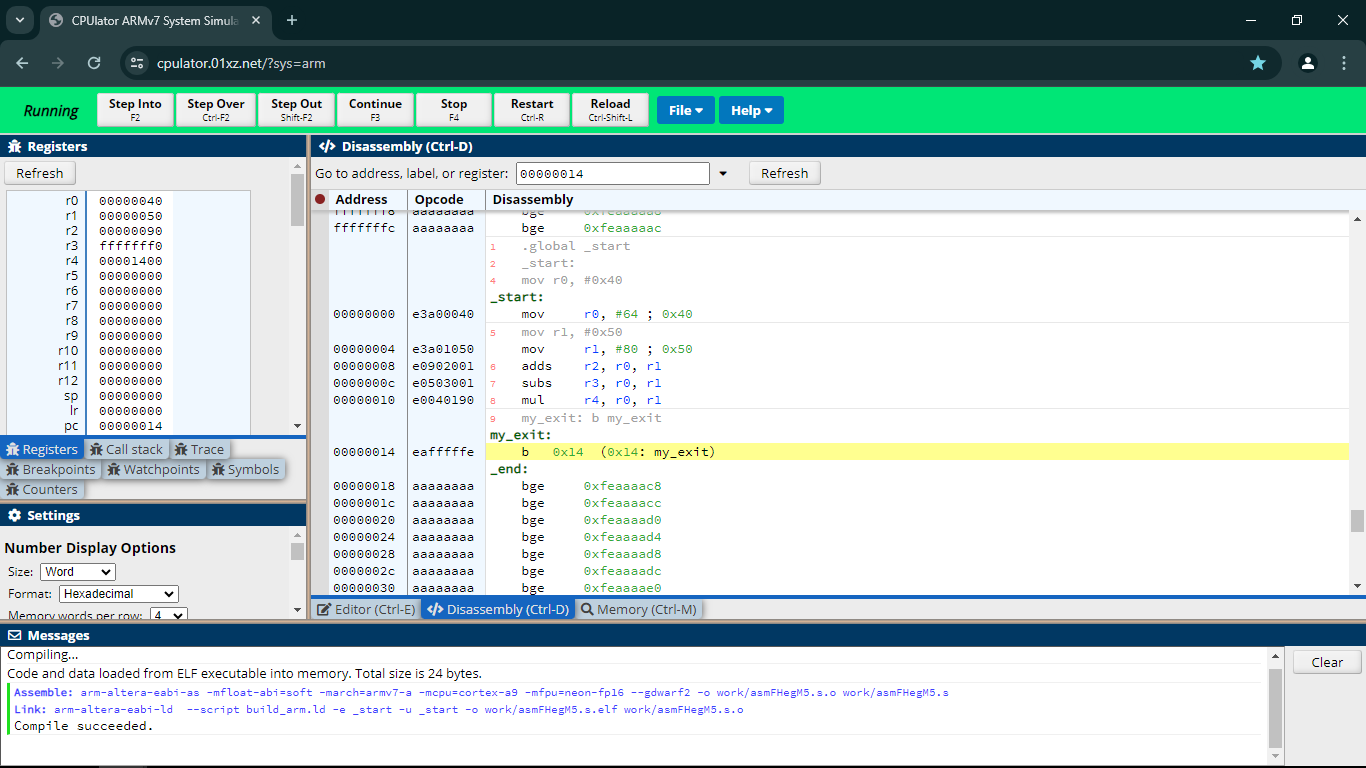 CPUlator ARMv7 System Simula
cpulator.01xz.net/?sys=arm
Running
Step Into
F2
Step Over
Ctrl-F2
Step Out
Shift-F2
Continue
F3
Stop
F4
Restart
Ctrl-R
Reload
Ctrl-Shift-L
File
Help
Registers
Refresh
r0 00000040
r1 00000050
r2 00000090
r3 fffffff0
r4 00001400
r5 00000000
r6 00000000
r7 00000000
r8 00000000
r9 00000000
r10 00000000
r11 00000000
r12 00000000
sp 00000000
lr 00000000
pc 00000014
Registers Call stack Trace
Breakpoints Watchpoints Symbols
Counters
Settings
Number Display Options
Size: Word
Format: Hexadecimal
Memory words per row: 4
Disassembly (Ctrl-D)
Go to address, label, or register: 00000014 Refresh
Address Opcode Disassembly
fffffff8 aaaaaaaa bge 0xfeaaaaa8
fffffffc aaaaaaaa bge 0xfeaaaaac
1 .global _start
2 _start:
4 mov r0, #0x40
_start:
00000000 e3a00040 mov r0, #64 ; 0x40
5 mov r1, #0x50
00000004 e3a01050 mov r1, #80 ; 0x50
00000008 e0902001 6 adds r2, r0, r1
0000000c e0503001 7 subs r3, r0, r1
00000010 e0040190 8 mul r4, r0, r1
9 my_exit: b my_exit
my_exit:
00000014 eafffffe b 0x14 (0x14: my_exit)
_end:
00000018 aaaaaaaa bge 0xfeaaaac8
0000001c aaaaaaaa bge 0xfeaaaacc
00000020 aaaaaaaa bge 0xfeaaaad0
00000024 aaaaaaaa bge 0xfeaaaad4
00000028 aaaaaaaa bge 0xfeaaaad8
0000002c aaaaaaaa bge 0xfeaaaadc
00000030 aaaaaaaa bge 0xfeaaaae0
Editor (Ctrl-E) Disassembly (Ctrl-D) Memory (Ctrl-M)
Messages
Clear
Compiling...
Code and data loaded from ELF executable into memory. Total size is 24 bytes.
Assemble: arm-altera-eabi-as -mfloat-abi=soft -march=armv7-a -mcpu=cortex-a9 -mfpu=neon-fp16 --gdwarf2 -o work/asmFHegM5.s.o work/asmFHegM5.s
Link: arm-altera-eabi-ld --script build_arm.ld -e _start -u _start -o work/asmFHegM5.s.elf work/asmFHegM5.s.o
Compile succeeded.